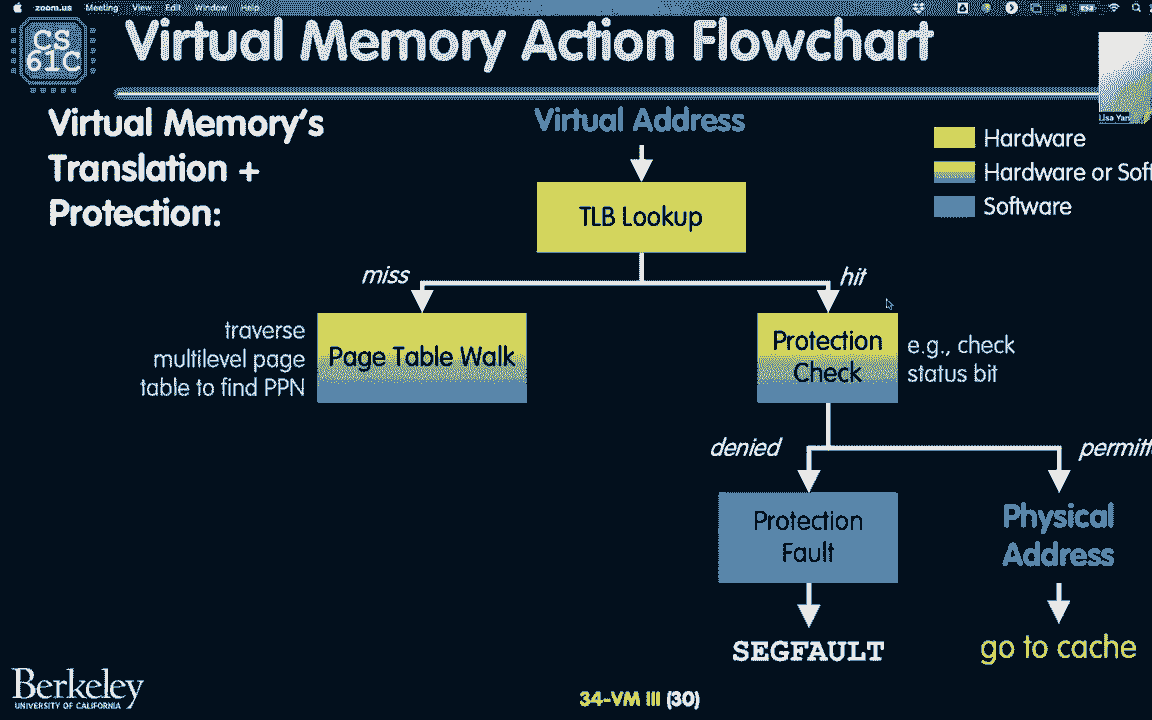 zoom.us Meeting View Edit Window Help
CS
61C
Virtual Memory Action Flowchart
Lisa Yan
Virtual Memory's
Translation +
Protection:
Virtual Address
Hardware
Hardware or Soft
Software
TLB Lookup
miss
hit
traverse
multilevel page
table to find PPN
Page Table Walk
Protection
Check
e.g., check
status bit
denied
permitt
Protection
Fault
Physical
Address
SEGFAULT
go to cache
Berkeley
UNIVERSITY OF CALIFORNIA
34-VM III (30)